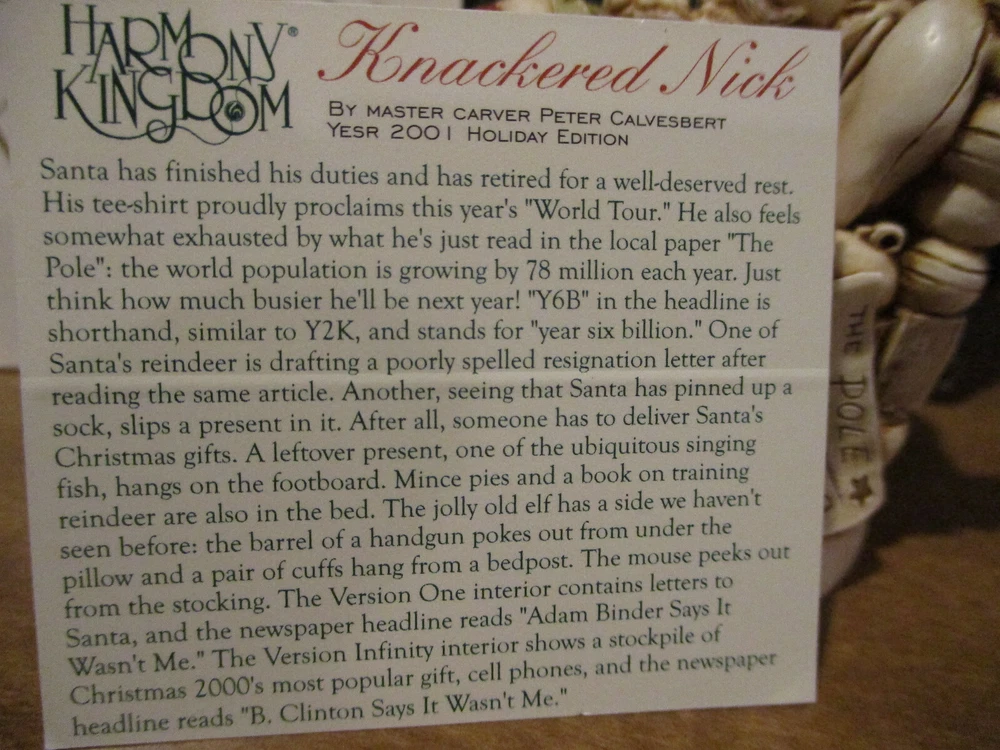 HARMONY® KINGDOM
Knackered Nick
BY MASTER CARVER PETER CALVESBERT
YESR 2001 HOLIDAY EDITION
Santa has finished his duties and has retired for a well-deserved rest.
His tee-shirt proudly proclaims this year's "World Tour." He also feels
somewhat exhausted by what he's just read in the local paper "The
Pole": the world population is growing by 78 million each year. Just
think how much busier he'll be next year! "Y6B" in the headline is
shorthand, similar to Y2K, and stands for "year six billion." One of
Santa's reindeer is drafting a poorly spelled resignation letter after
reading the same article. Another, seeing that Santa has pinned up a
sock, slips a present in it. After all, someone has to deliver Santa's
Christmas gifts. A leftover present, one of the ubiquitous singing
fish, hangs on the footboard. Mince pies and a book on training
reindeer are also in the bed. The jolly old elf has a side we haven't
seen before: the barrel of a handgun pokes out from under the
pillow and a pair of cuffs hang from a bedpost. The mouse peeks out
from the stocking. The Version One interior contains letters to
Santa, and the newspaper headline reads "Adam Binder Says It
Wasn't Me." The Version Infinity interior shows a stockpile of
Christmas 2000's most popular gift, cell phones, and the newspaper
headline reads "B. Clinton Says It Wasn't Me."
THE POLE